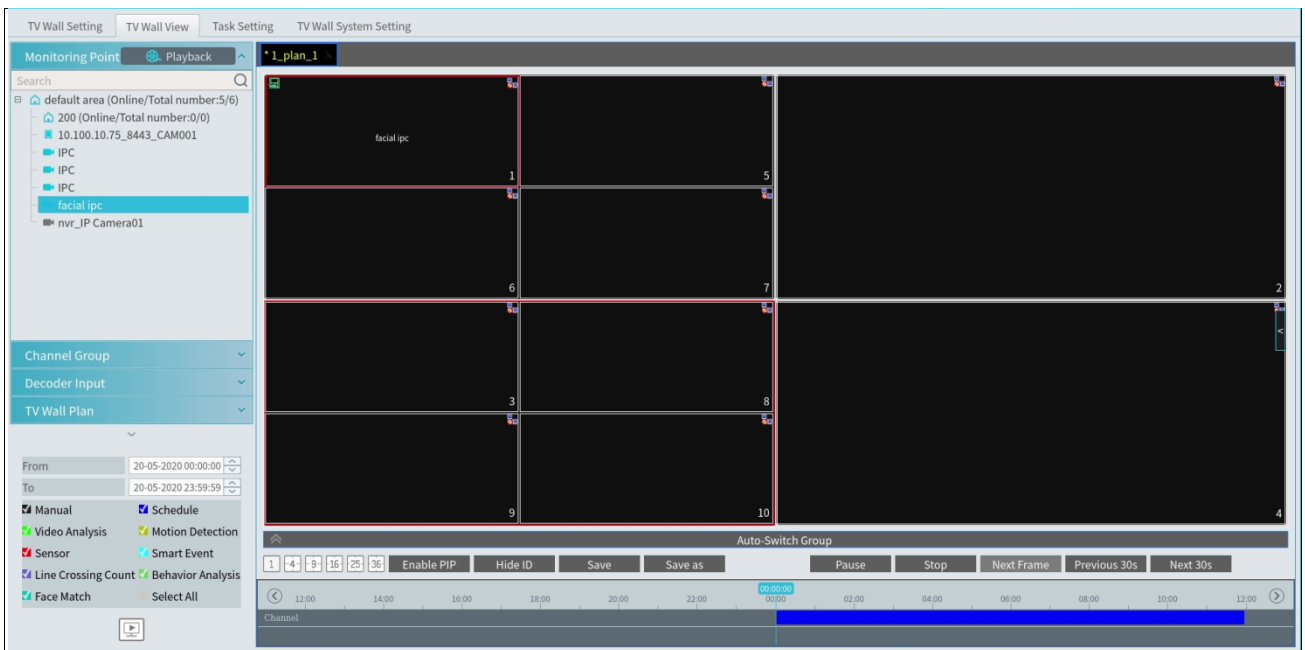 TV Wall Setting TV Wall View Task Setting TV Wall System Setting
Monitoring Point Playback
* 1_plan_1
Search
default area (Online/Total number:5/6)
200 (Online/Total number:0/0)
10.100.10.75_8443_CAM001
IPC
IPC
IPC
facial ipc
nvr_IP Camera01
facial ipc
1
5
6
7
2
3
8
9
10
4
<
Channel Group
Decoder Input
TV Wall Plan
From 20-05-2020 00:00:00
To 20-05-2020 23:59:59
Manual Schedule
Video Analysis Motion Detection
Sensor Smart Event
Line Crossing Count Behavior Analysis
Face Match Select All
Auto-Switch Group
1 4 9 16 25 36 Enable PIP Hide ID Save Save as Pause Stop Next Frame Previous 30s Next 30s
00:00:00
12:00 14:00 16:00 18:00 20:00 22:00 00:00 02:00 04:00 06:00 08:00 10:00 12:00
Channel